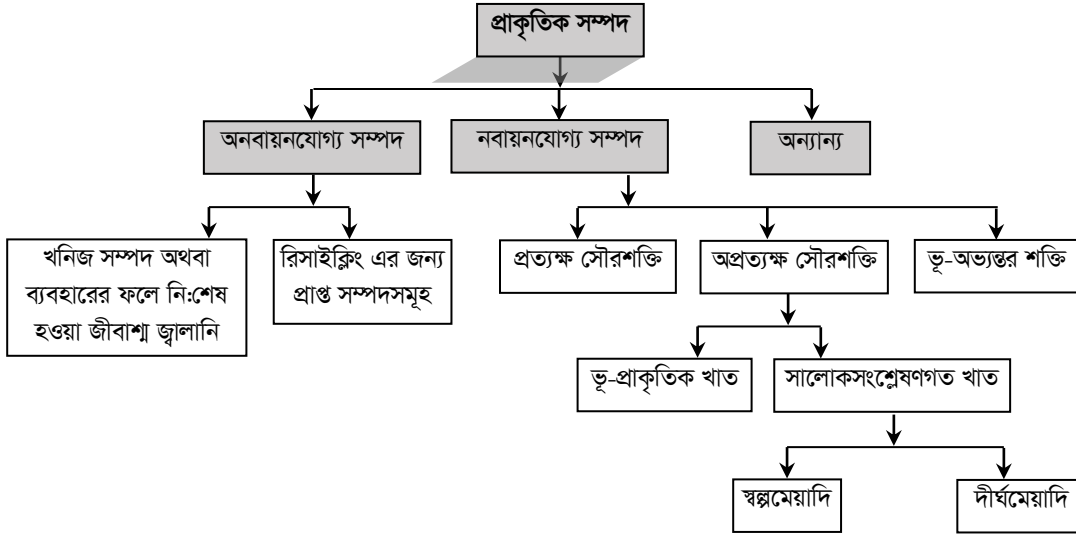 প্রাকৃতিক সম্পদ
অনবায়নযোগ্য সম্পদ
নবায়নযোগ্য সম্পদ
অন্যান্য
খনিজ সম্পদ অথবা
ব্যবহারের ফলে নি:শেষ
হওয়া জীবাশ্ম জ্বালানি
রিসাইক্লিং এর জন্য
প্রাপ্ত সম্পদসমূহ
প্রত্যক্ষ সৌরশক্তি
অপ্রত্যক্ষ সৌরশক্তি
ভূ-অভ্যন্তর শক্তি
ভূ-প্রাকৃতিক খাত
সালোকসংশ্লেষণগত খাত
স্বল্পমেয়াদি
দীর্ঘমেয়াদি